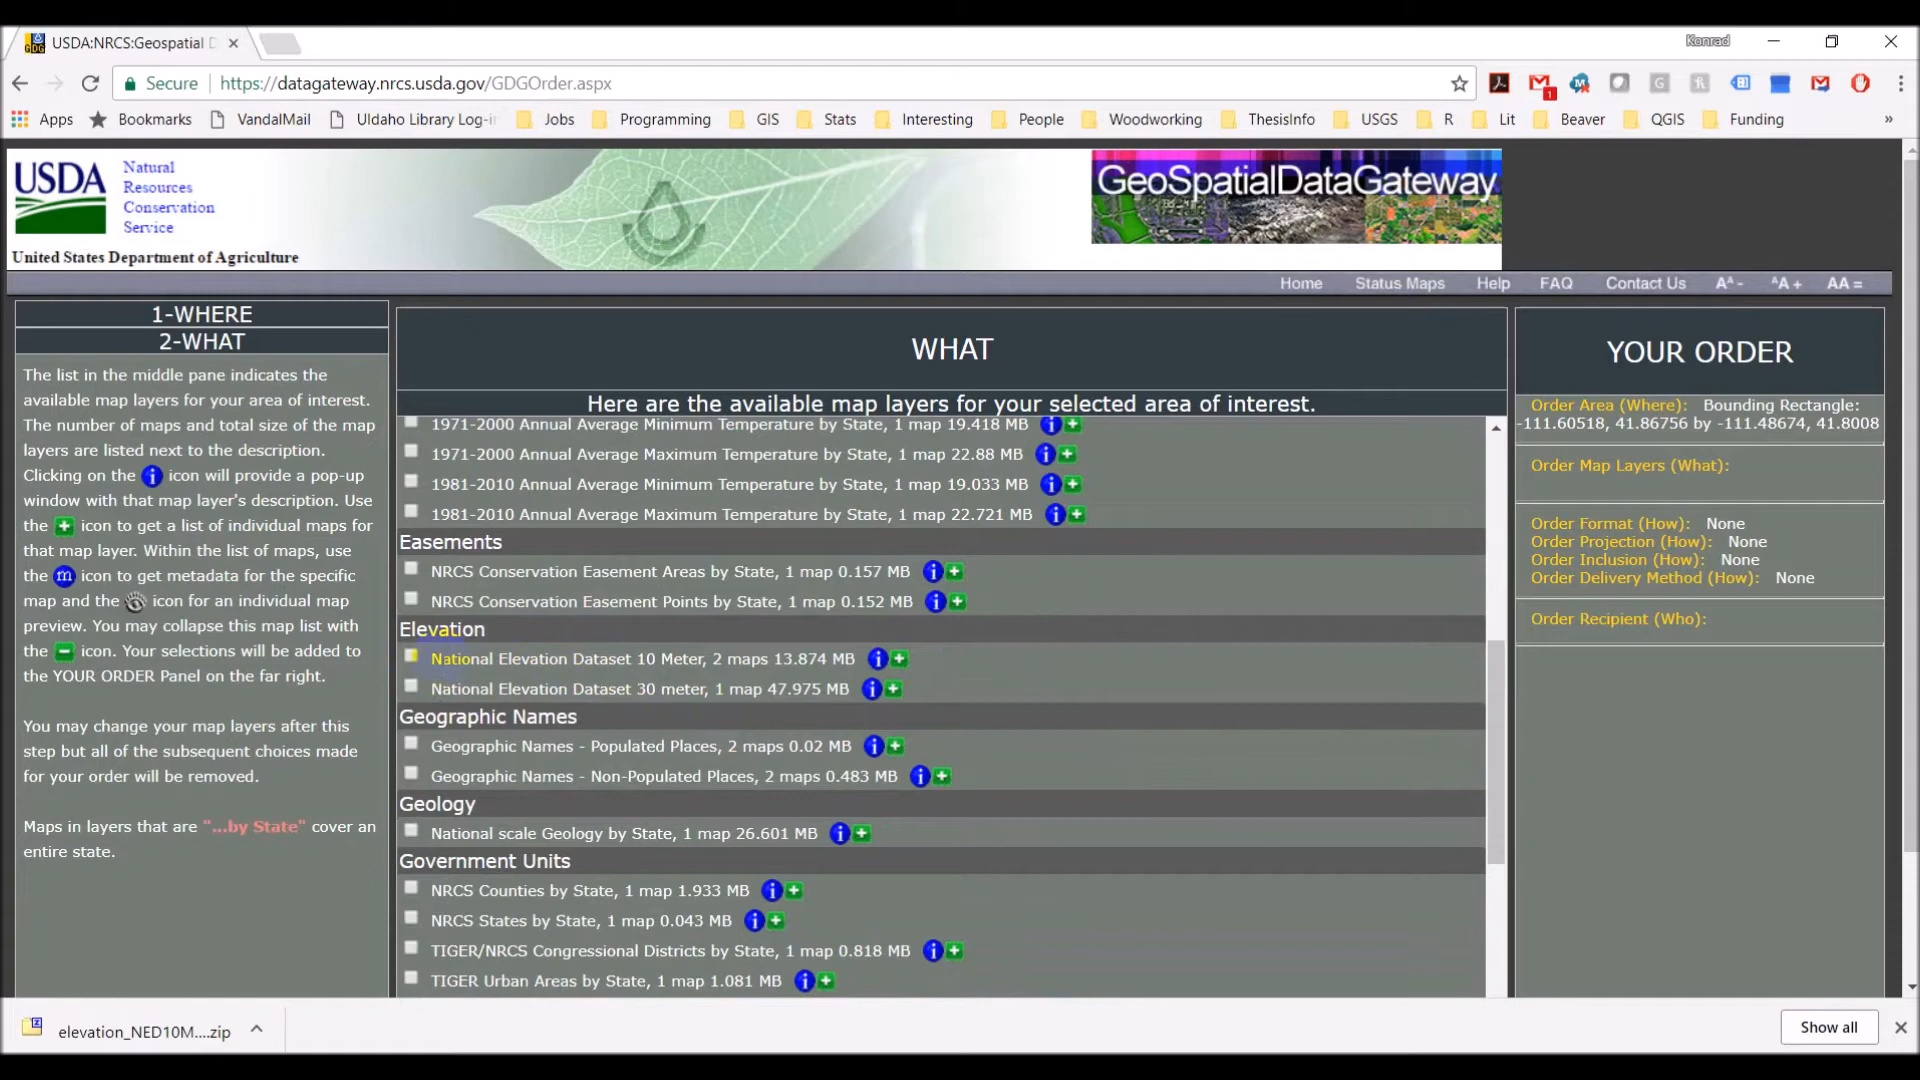 USDA:NRCS:Geospatial D
Konrad
Secure
https://datagateway.nrcs.usda.gov/GDGOrder.aspx
1
Apps
Bookmarks
VandalMail
UIdaho Library Log-i
Jobs
Programming
GIS
Stats
Interesting
People
Woodworking
ThesisInfo
USGS
R
Lit
Beaver
QGIS
Funding
»
USDA
Natural
Resources
Conservation
Service
United States Department of Agriculture
GeoSpatialDataGateway
Home
Status Maps
Help
FAQ
Contact Us
AA -
AA +
AA =
1-WHERE
2-WHAT
The list in the middle pane indicates the
available map layers for your area of interest.
The number of maps and total size of the map
layers are listed next to the description.
Clicking on the i icon will provide a pop-up
window with that map layer's description. Use
the + icon to get a list of individual maps for
that map layer. Within the list of maps, use
the m icon to get metadata for the specific
map and the icon for an individual map
preview. You may collapse this map list with
the - icon. Your selections will be added to
the YOUR ORDER Panel on the far right.
You may change your map layers after this
step but all of the subsequent choices made
for your order will be removed.
Maps in layers that are "...by State" cover an
entire state.
WHAT
Here are the available map layers for your selected area of interest.
1971-2000 Annual Average Minimum Temperature by State, 1 map 19.418 MB
1971-2000 Annual Average Maximum Temperature by State, 1 map 22.88 MB
1981-2010 Annual Average Minimum Temperature by State, 1 map 19.033 MB
1981-2010 Annual Average Maximum Temperature by State, 1 map 22.721 MB
Easements
NRCS Conservation Easement Areas by State, 1 map 0.157 MB
NRCS Conservation Easement Points by State, 1 map 0.152 MB
Elevation
National Elevation Dataset 10 Meter, 2 maps 13.874 MB
National Elevation Dataset 30 meter, 1 map 47.975 MB
Geographic Names
Geographic Names - Populated Places, 2 maps 0.02 MB
Geographic Names - Non-Populated Places, 2 maps 0.483 MB
Geology
National scale Geology by State, 1 map 26.601 MB
Government Units
NRCS Counties by State, 1 map 1.933 MB
NRCS States by State, 1 map 0.043 MB
TIGER/NRCS Congressional Districts by State, 1 map 0.818 MB
TIGER Urban Areas by State, 1 map 1.081 MB
YOUR ORDER
Order Area (Where): Bounding Rectangle:
-111.60518, 41.86756 by -111.48674, 41.8008
Order Map Layers (What):
Order Format (How): None
Order Projection (How): None
Order Inclusion (How): None
Order Delivery Method (How): None
Order Recipient (Who):
elevation_NED10M....zip
Show all